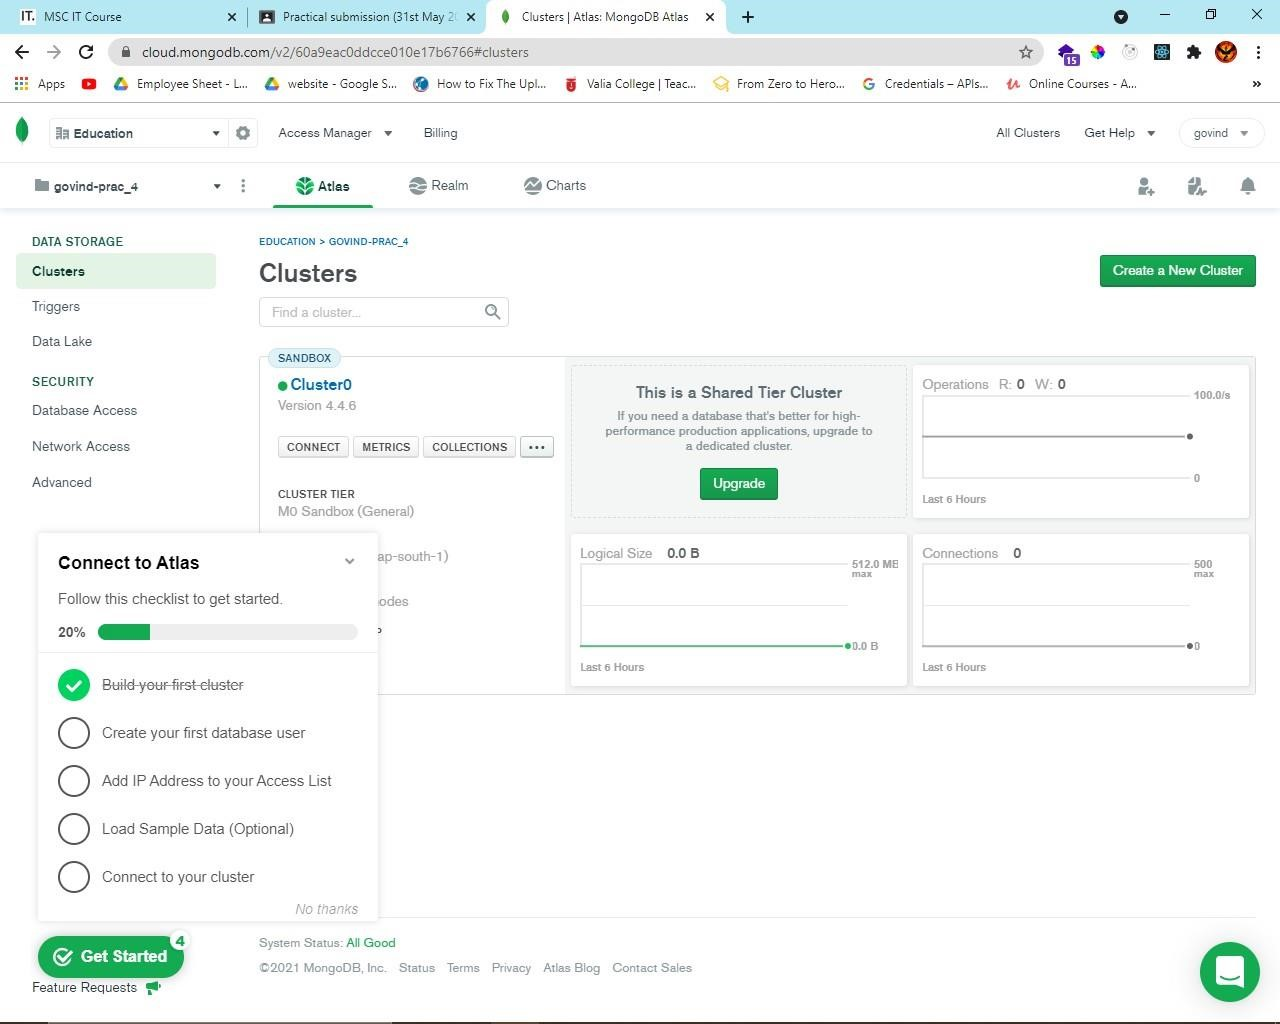 IT. MSC IT Course
Practical submission (31st May 20
Clusters | Atlas: MongoDB Atlas
cloud.mongodb.com/v2/60a9eac0ddcce010e17b6766#clusters
15
Apps
Employee Sheet - L...
website - Google S...
How to Fix The Upl...
Valia College | Teac...
From Zero to Hero...
Credentials – APIs...
Online Courses - A...
»
Education
Access Manager
Billing
All Clusters
Get Help
govind
govind-prac_4
Atlas
Realm
Charts
DATA STORAGE
Clusters
Triggers
Data Lake
SECURITY
Database Access
Network Access
Advanced
EDUCATION > GOVIND-PRAC_4
Clusters
Create a New Cluster
Find a cluster...
SANDBOX
Cluster0
Version 4.4.6
CONNECT
METRICS
COLLECTIONS
...
CLUSTER TIER
M0 Sandbox (General)
ap-south-1)
odes
This is a Shared Tier Cluster
If you need a database that's better for high-
performance production applications, upgrade to
a dedicated cluster.
Upgrade
Operations R: 0 W: 0
100.0/s
0
Last 6 Hours
Logical Size 0.0 B
512.0 MB
max
0.0 B
Last 6 Hours
Connections 0
500
max
0
Last 6 Hours
Connect to Atlas
Follow this checklist to get started.
20%
Build your first cluster
Create your first database user
Add IP Address to your Access List
Load Sample Data (Optional)
Connect to your cluster
No thanks
Get Started
4
Feature Requests
System Status: All Good
©2021 MongoDB, Inc. Status Terms Privacy Atlas Blog Contact Sales